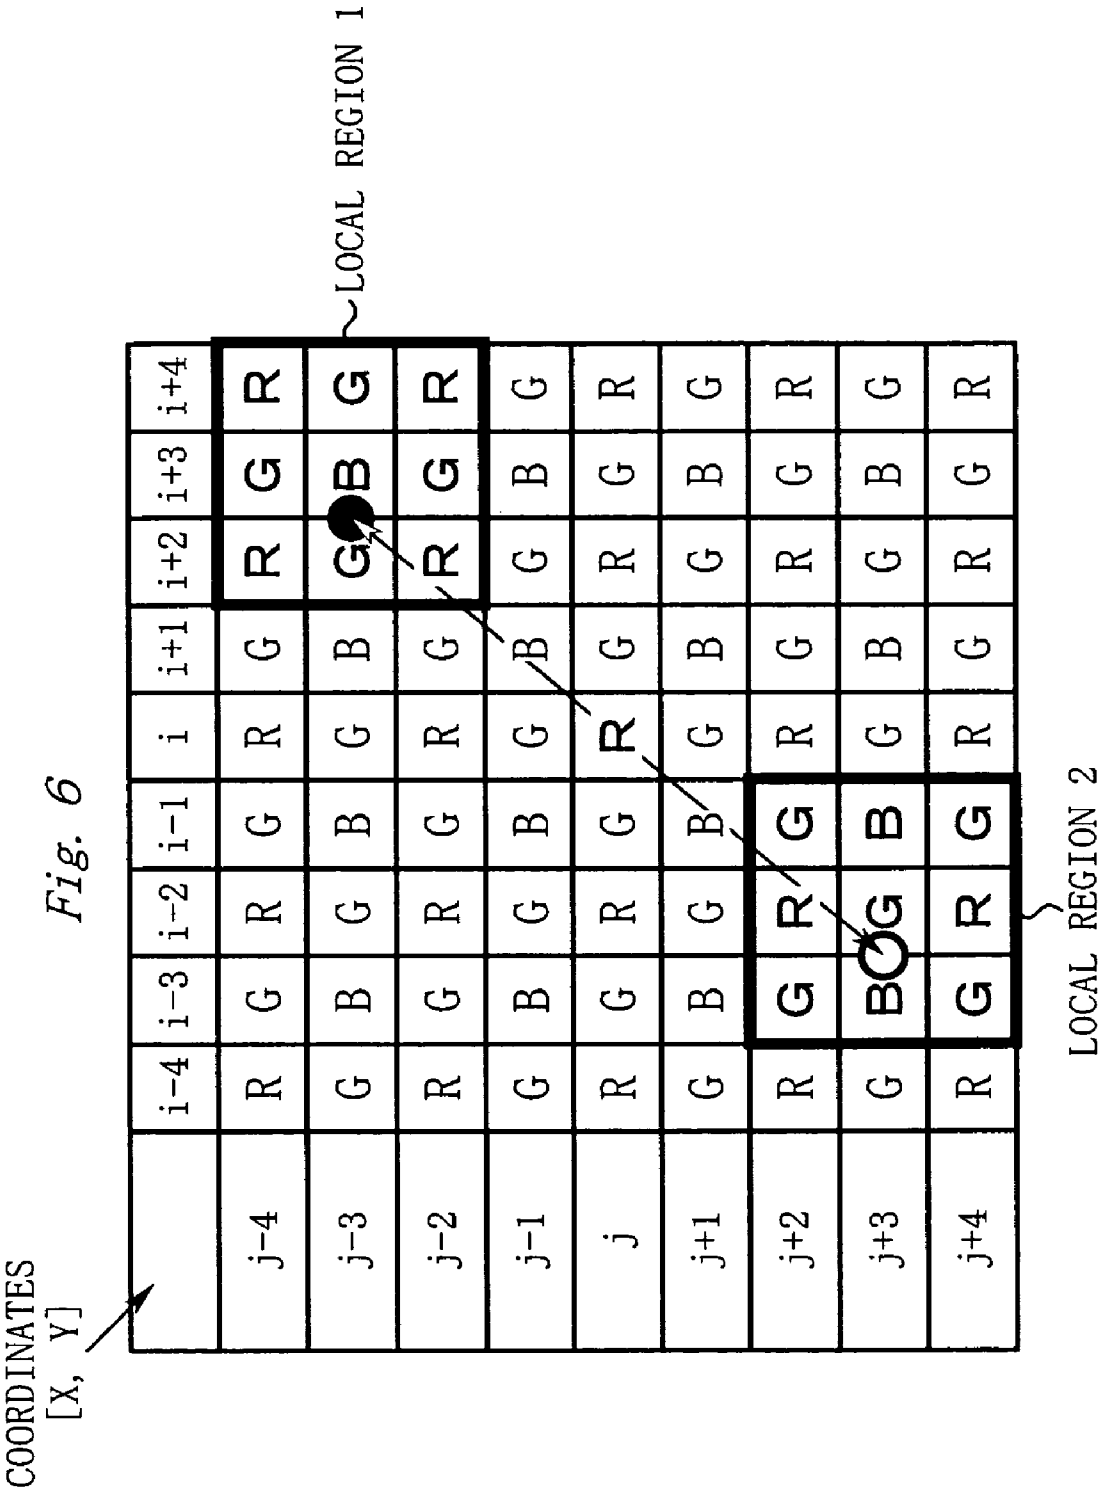 Fig. 6
COORDINATES
[X, Y]
i-4 i-3 i-2 i-1 i i+1 i+2 i+3 i+4
j-4 R G R G R G R G R
j-3 G B G B G B G B G LOCAL REGION 1
j-2 R G R G R G R G R
j-1 G B G B G B G B G
j R G R G R G R G R
j+1 G B G B G B G B G
j+2 R G R G R G R G R
j+3 G B G B G B G B G
j+4 R G R G R G R G R
LOCAL REGION 2